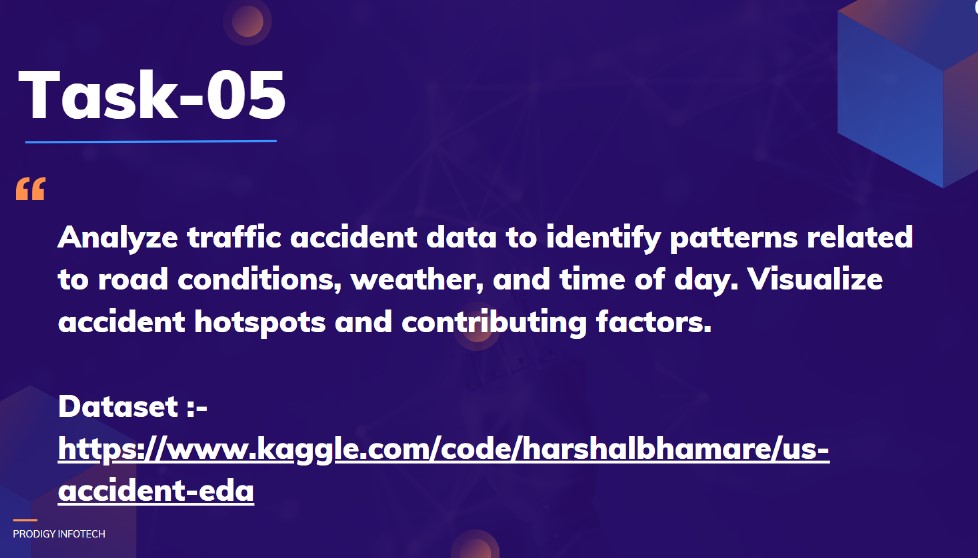 Task-05
“
Analyze traffic accident data to identify patterns related
to road conditions, weather, and time of day. Visualize
accident hotspots and contributing factors.
Dataset :-
https://www.kaggle.com/code/harshalbhamare/us-
accident-eda
PRODIGY INFOTECH